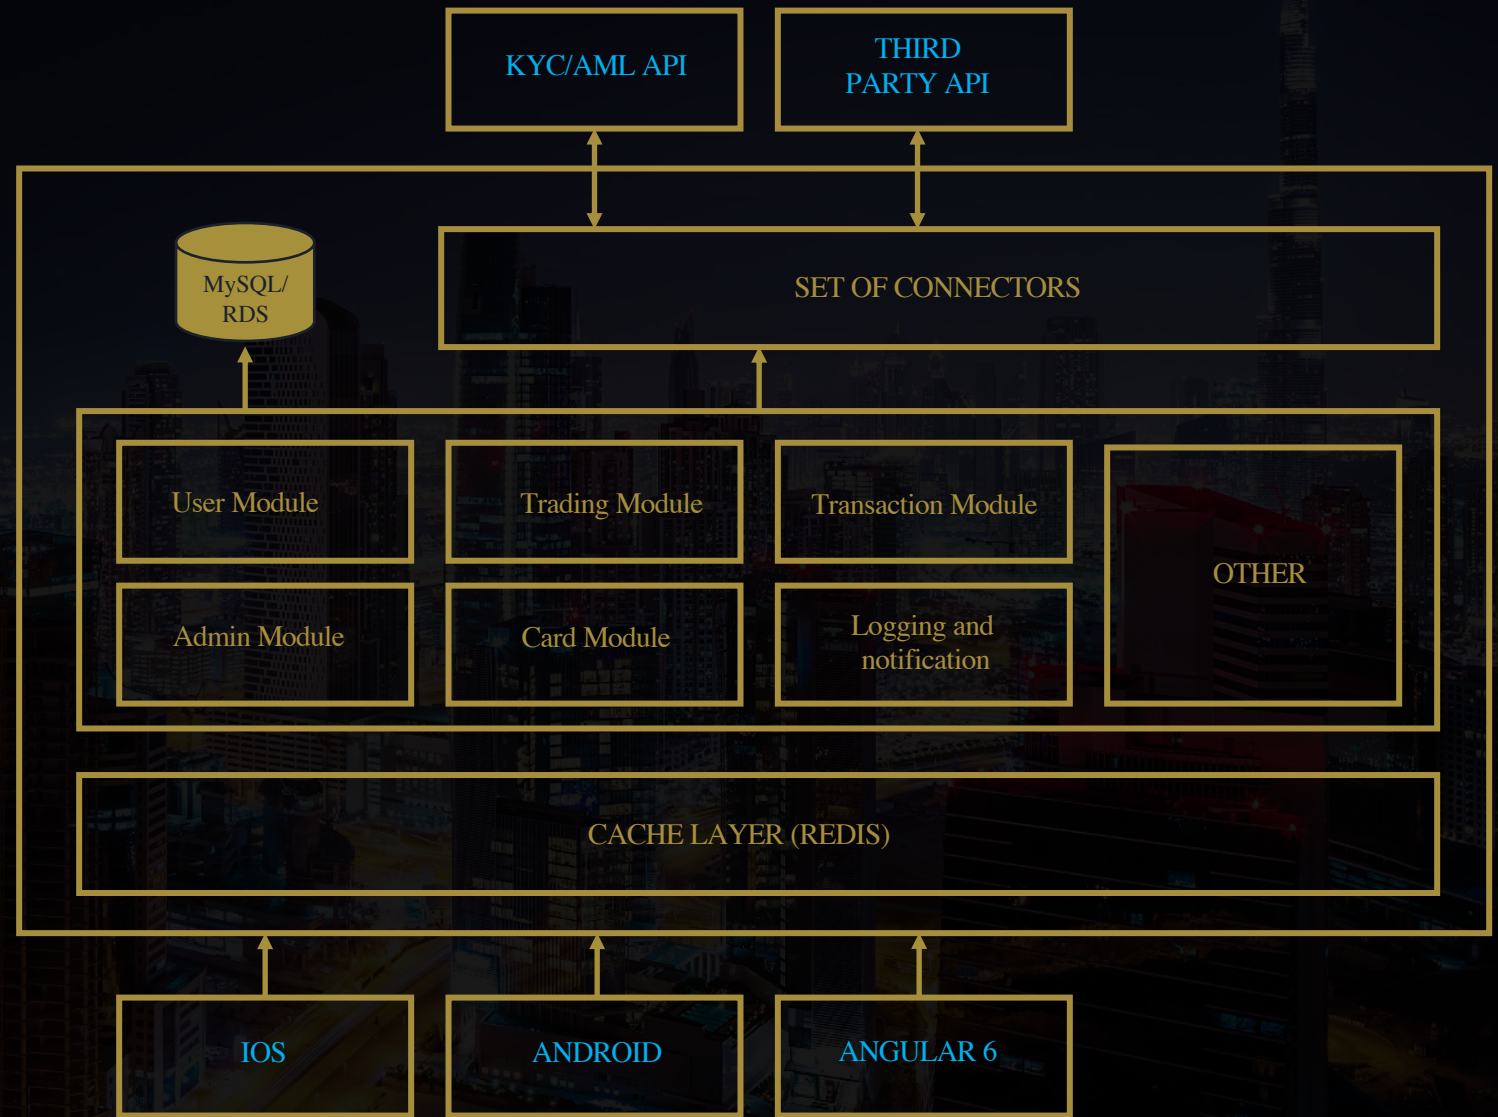 KYC/AML API
THIRD
PARTY API
MySQL/
RDS
SET OF CONNECTORS
User Module
Trading Module
Transaction Module
OTHER
Admin Module
Card Module
Logging and
notification
CACHE LAYER (REDIS)
IOS
ANDROID
ANGULAR 6